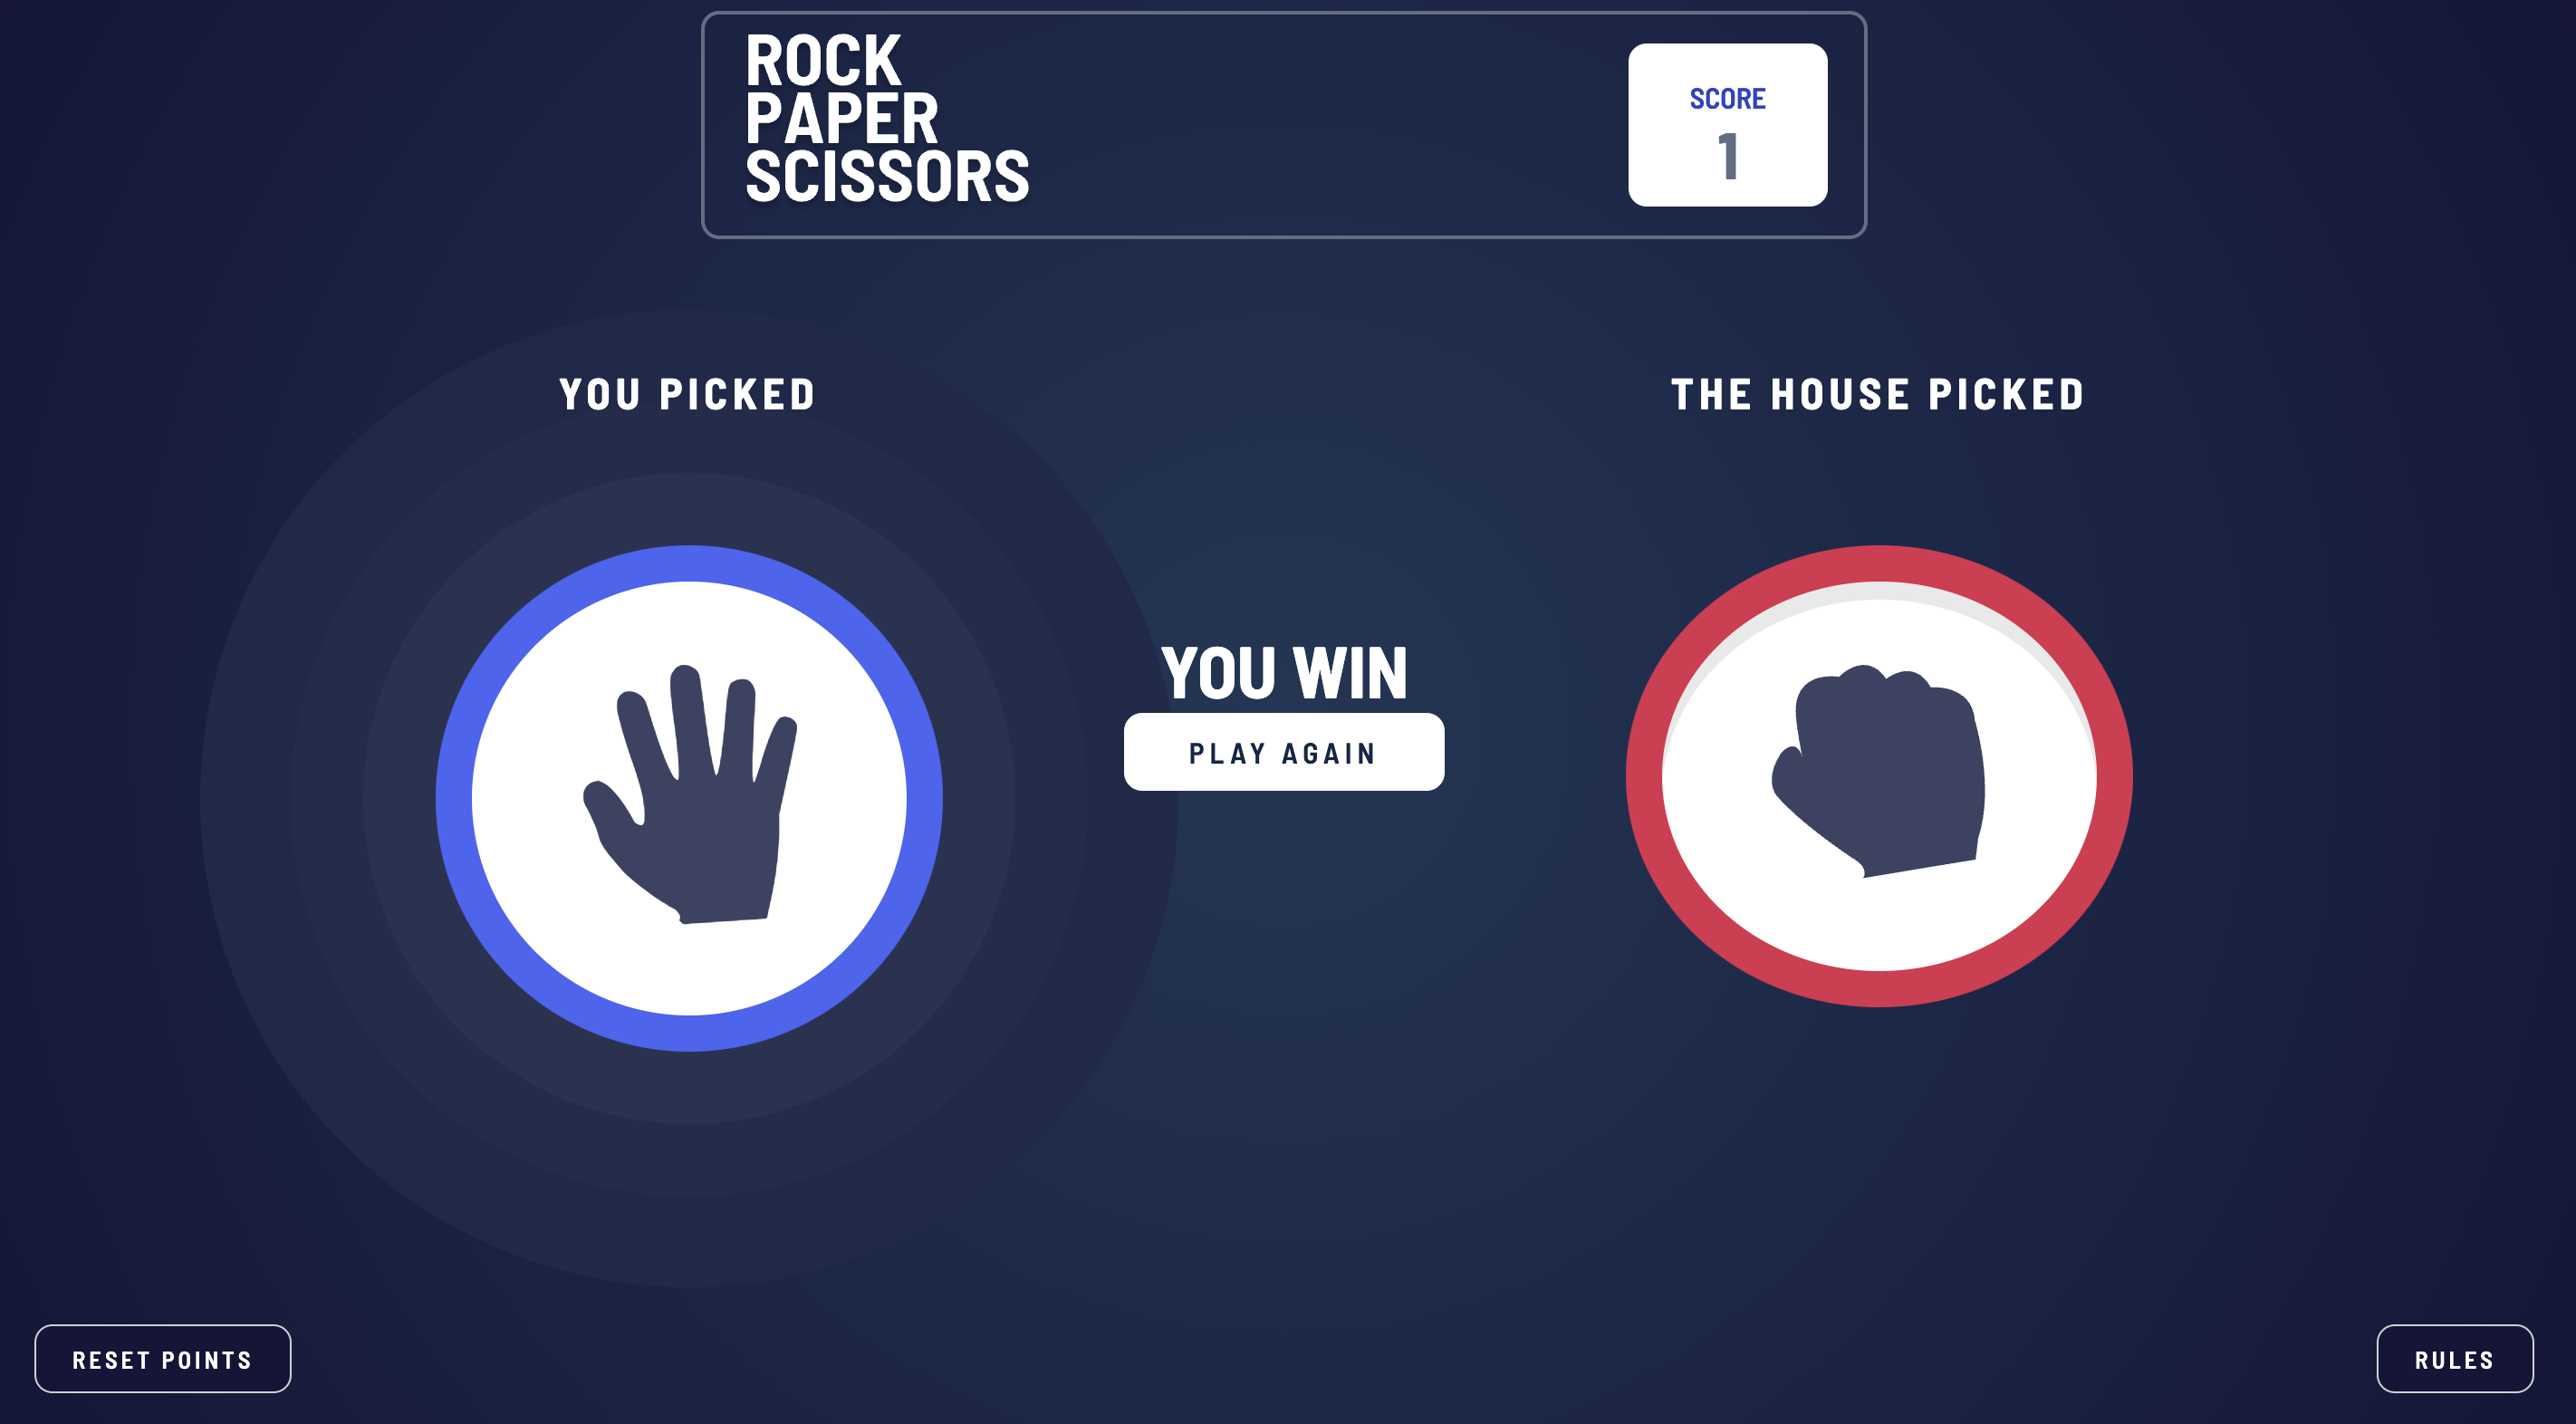 ROCK
PAPER
SCISSORS
SCORE
1
YOU PICKED
THE HOUSE PICKED
YOU WIN
PLAY AGAIN
RESET POINTS
RULES